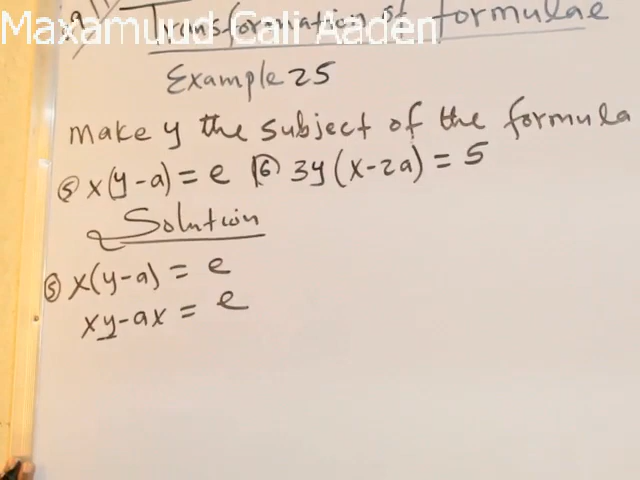 Maxamuud Cali Aaden
9) Transformation of formulae
Example 25
make y the subject of the formula
⑤ x(y-a) = e ⑥ 3y(x-2a) = 5
Solution
⑤ x(y-a) = e
xy-ax = e